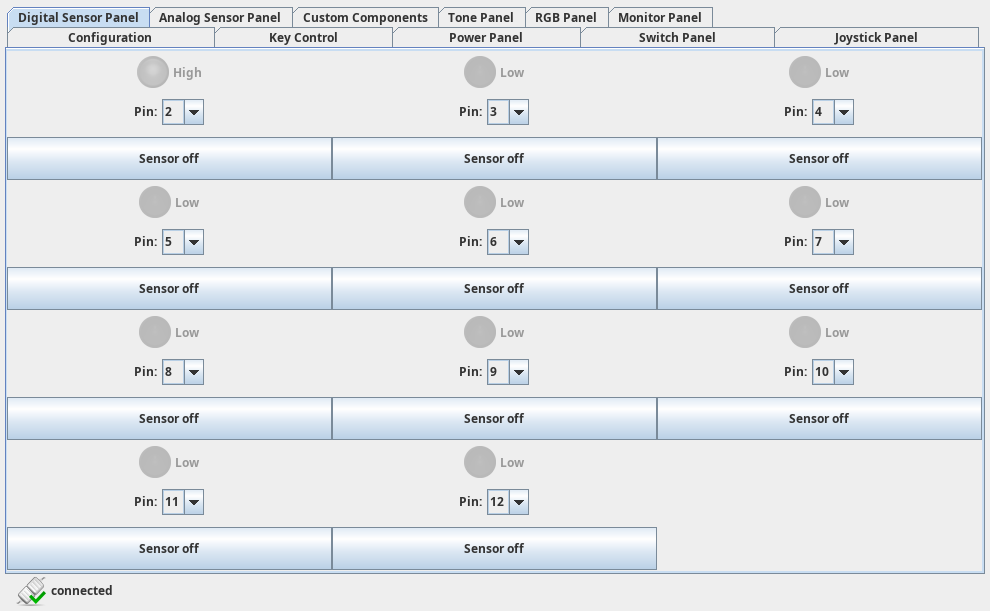 Digital Sensor Panel Analog Sensor Panel Custom Components Tone Panel RGB Panel Monitor Panel
Configuration Key Control Power Panel Switch Panel Joystick Panel
High Low Low
Pin: 2 Pin: 3 Pin: 4
Sensor off Sensor off Sensor off
Low Low Low
Pin: 5 Pin: 6 Pin: 7
Sensor off Sensor off Sensor off
Low Low Low
Pin: 8 Pin: 9 Pin: 10
Sensor off Sensor off Sensor off
Low Low
Pin: 11 Pin: 12
Sensor off Sensor off
connected